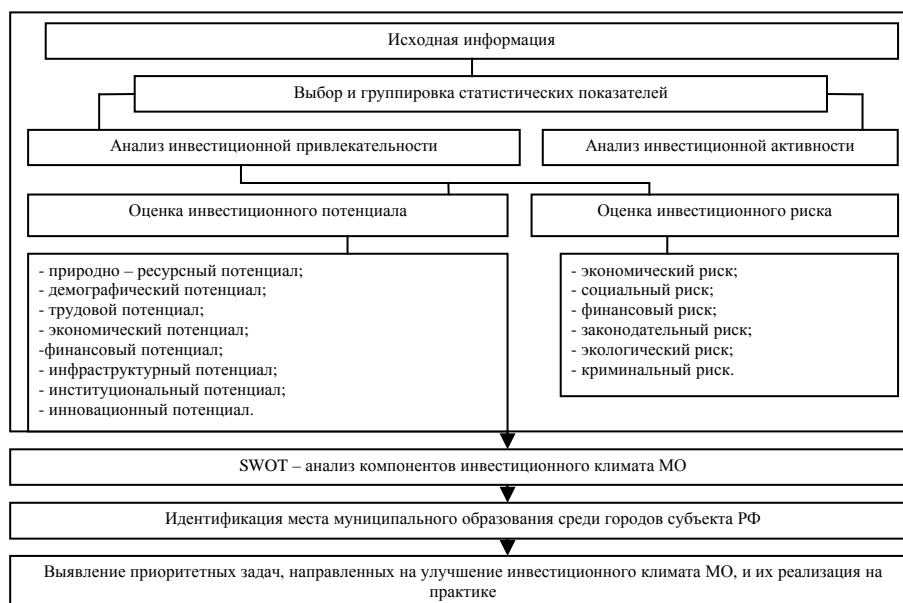 Исходная информация
Выбор и группировка статистических показателей
Анализ инвестиционной привлекательности
Анализ инвестиционной активности
Оценка инвестиционного потенциала
Оценка инвестиционного риска
- природно – ресурсный потенциал;
- демографический потенциал;
- трудовой потенциал;
- экономический потенциал;
-финансовый потенциал;
- инфраструктурный потенциал;
- институциональный потенциал;
- инновационный потенциал.
- экономический риск;
- социальный риск;
- финансовый риск;
- законодательный риск;
- экологический риск;
- криминальный риск.
SWOT – анализ компонентов инвестиционного климата МО
Идентификация места муниципального образования среди городов субъекта РФ
Выявление приоритетных задач, направленных на улучшение инвестиционного климата МО, и их реализация на
практике